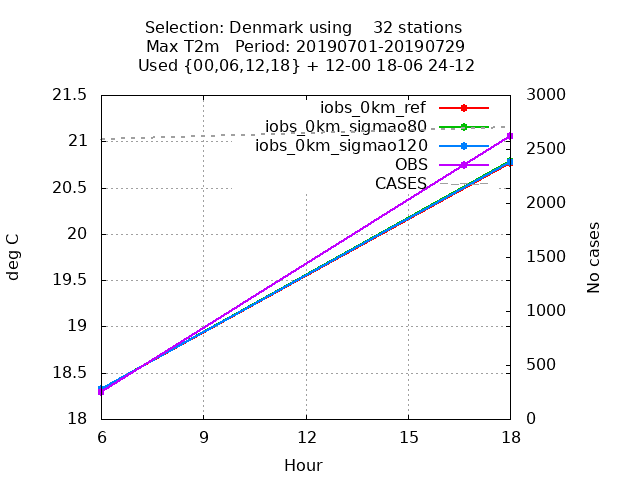 Selection: Denmark using    32 stations
Max T2m   Period: 20190701-20190729
Used {00,06,12,18} + 12-00 18-06 24-12
21.5
21
20.5
20
19.5
19
18.5
18
deg C
iobs_0km_ref
iobs_0km_sigmao80
iobs_0km_sigmao120
OBS
CASES
3000
2500
2000
1500
1000
500
0
No cases
6
9
12
15
18
Hour